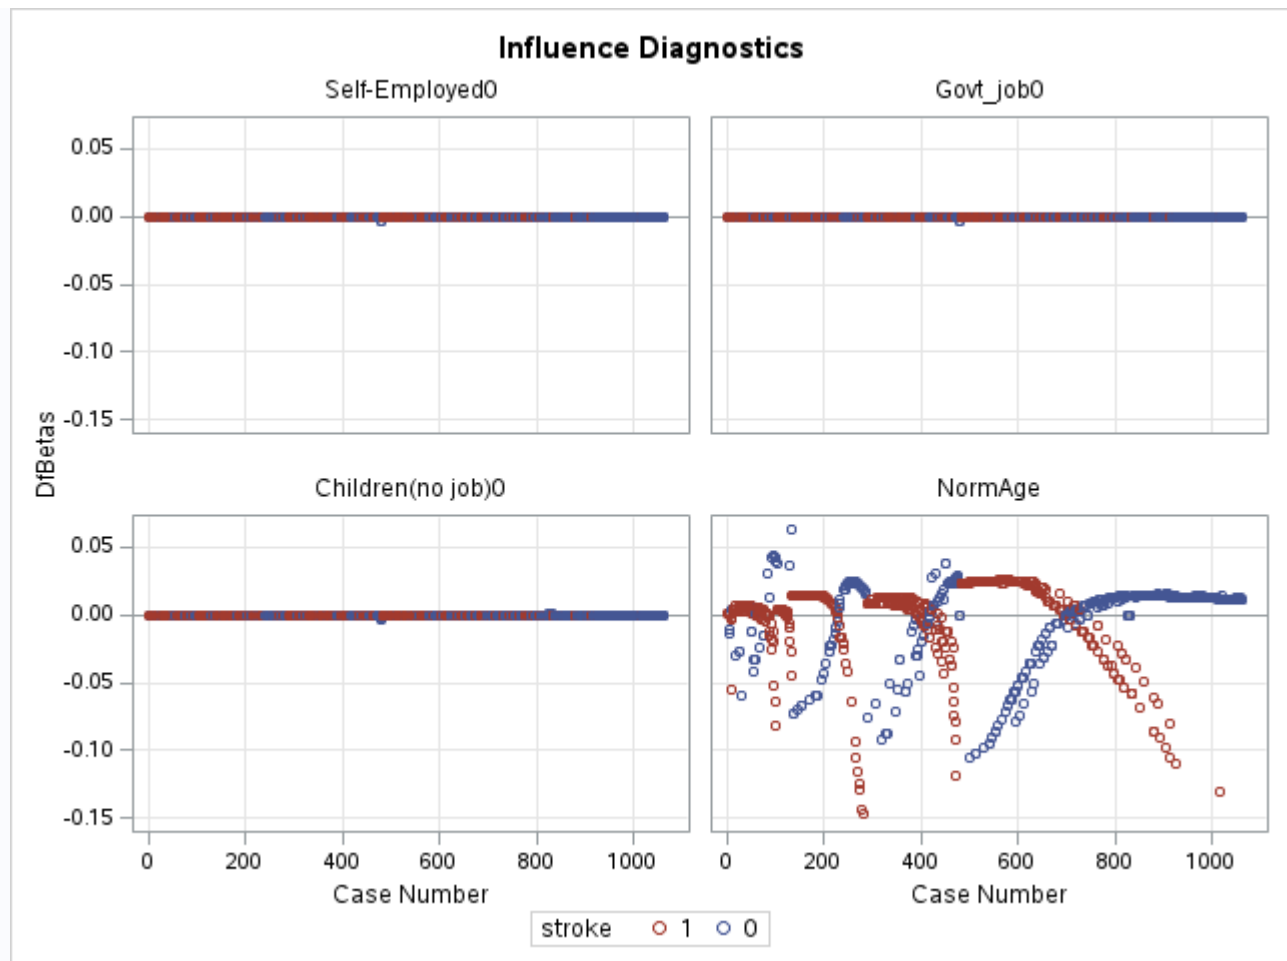 Influence Diagnostics
Self-Employed0 Govt_job0
0.05
0.00
-0.05
-0.10
-0.15
DfBetas
Children(no job)0 NormAge
0.05
0.00
-0.05
-0.10
-0.15
0 200 400 600 800 1000 0 200 400 600 800 1000
Case Number Case Number
stroke 1 0